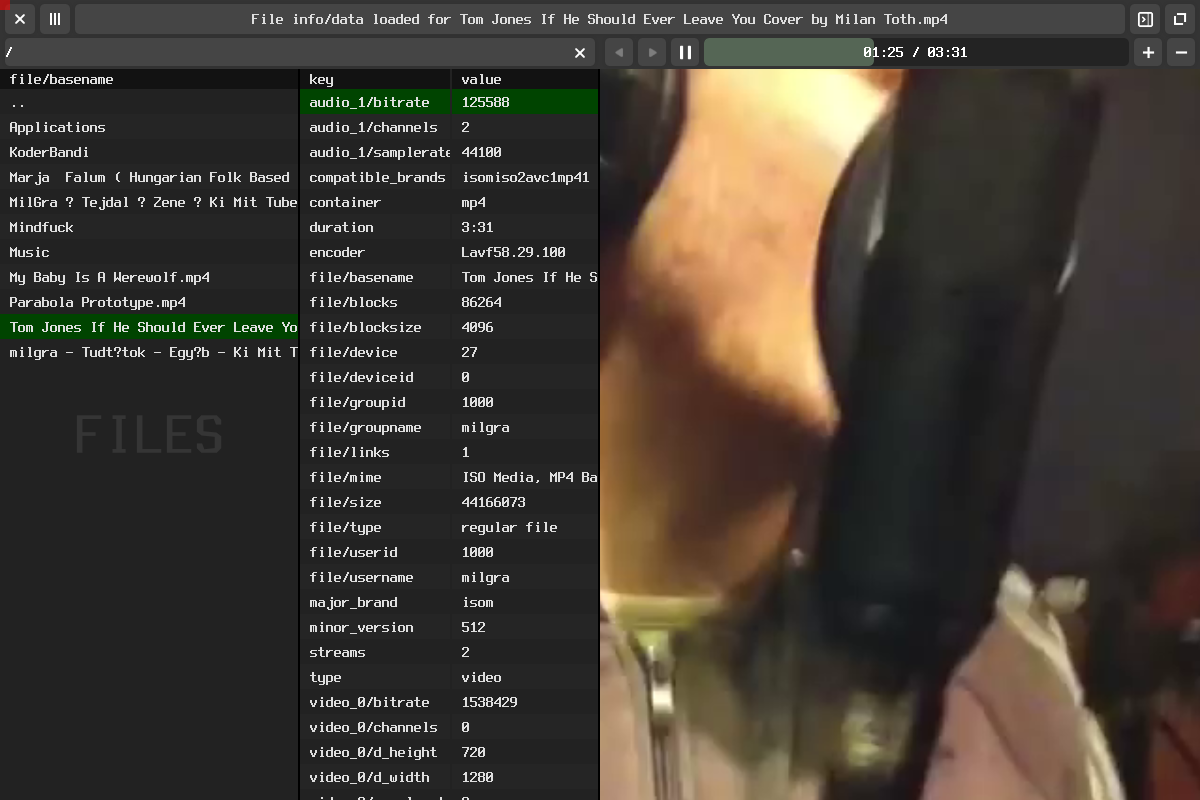 File info/data loaded for Tom Jones If He Should Ever Leave You Cover by Milan Toth.mp4
/
01:25 / 03:31
file/basename
..
Applications
KoderBandi
Marja  Falum ( Hungarian Folk Based
MilGra ? Tejdal ? Zene ? Ki Mit Tube
Mindfuck
Music
My Baby Is A Werewolf.mp4
Parabola Prototype.mp4
Tom Jones If He Should Ever Leave Yo
milgra - Tudt?tok - Egy?b - Ki Mit T
FILES
key value
audio_1/bitrate 125588
audio_1/channels 2
audio_1/samplerate 44100
compatible_brands isomiso2avc1mp41
container mp4
duration 3:31
encoder Lavf58.29.100
file/basename Tom Jones If He S
file/blocks 86264
file/blocksize 4096
file/device 27
file/deviceid 0
file/groupid 1000
file/groupname milgra
file/links 1
file/mime ISO Media, MP4 Ba
file/size 44166073
file/type regular file
file/userid 1000
file/username milgra
major_brand isom
minor_version 512
streams 2
type video
video_0/bitrate 1538429
video_0/channels 0
video_0/d_height 720
video_0/d_width 1280